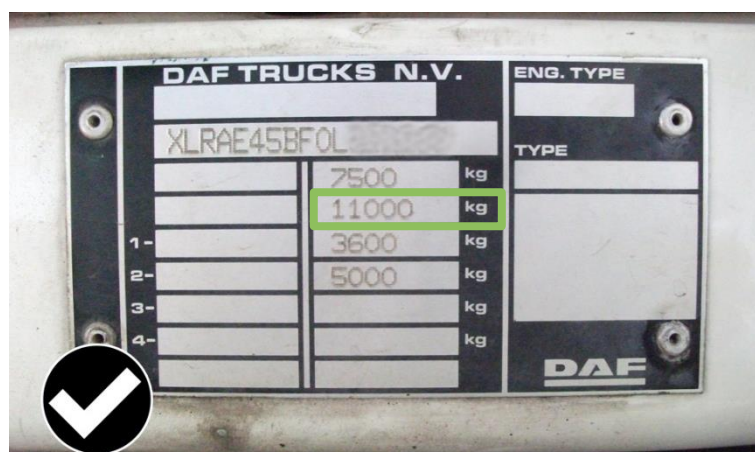 DAF TRUCKS N.V.
ENG. TYPE
XLRAE45BF0L
TYPE
7500 kg
11000 kg
1- 3600 kg
2- 5000 kg
3- kg
4- kg
DAF